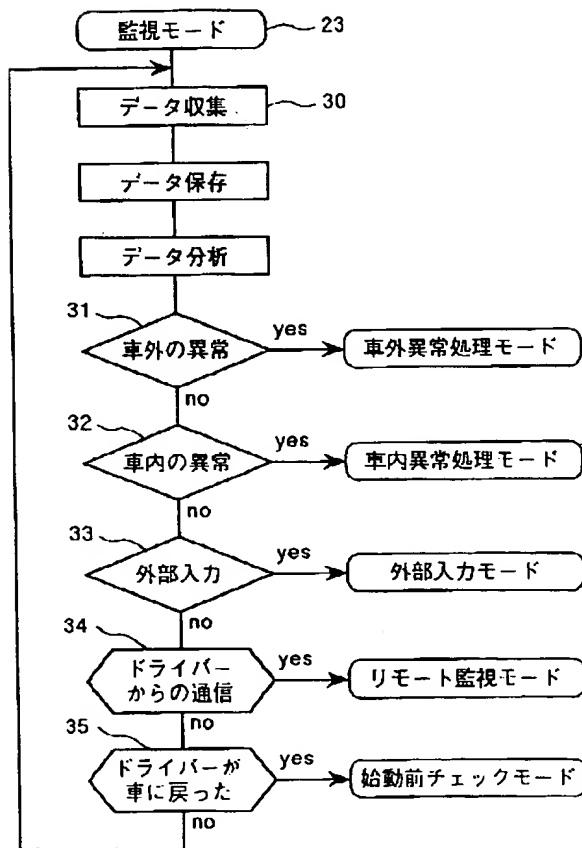 監視モード
23
データ収集
30
データ保存
データ分析
31
車外の異常
yes
車外異常処理モード
no
32
車内の異常
yes
車内異常処理モード
no
33
外部入力
yes
外部入力モード
no
34
ドライバー
からの通信
yes
リモート監視モード
no
35
ドライバーが
車に戻った
yes
始動前チェックモード
no